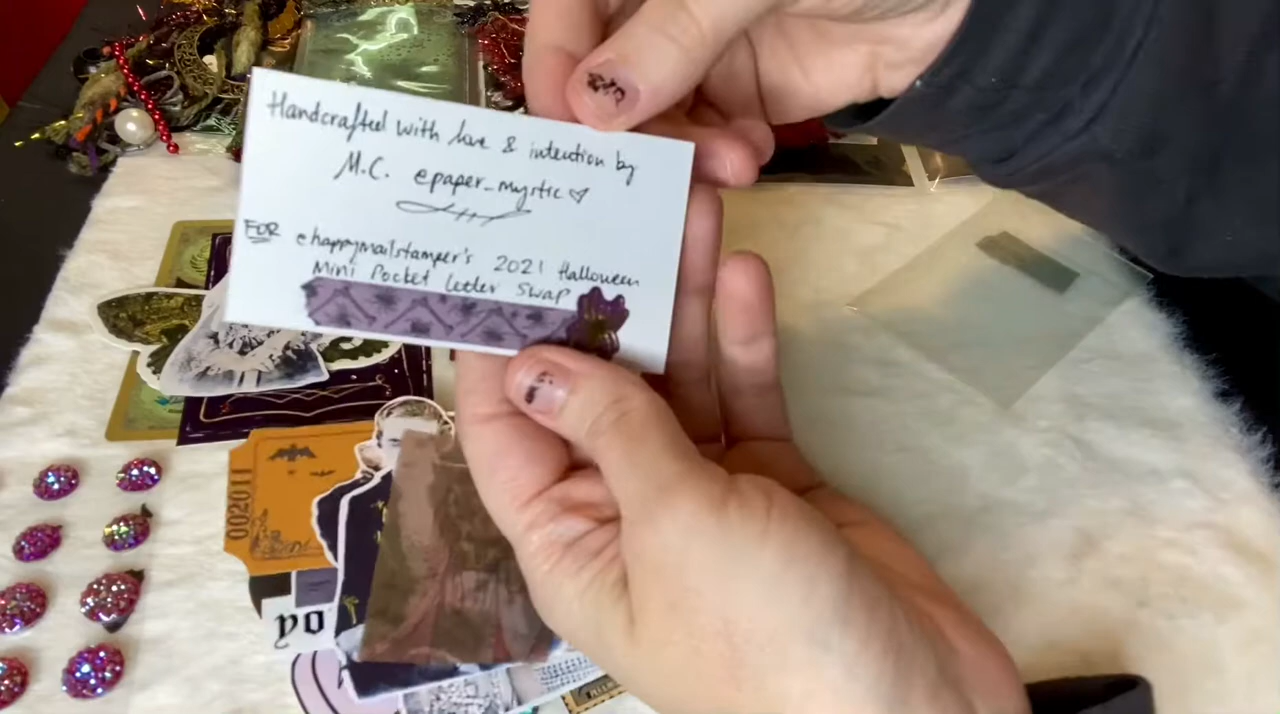 Handcrafted with love & intention by
M.C. @paper_mystic♡
FOR @happymailstamper's 2021 Halloween
Mini Pocket Letter Swap
002011
yo